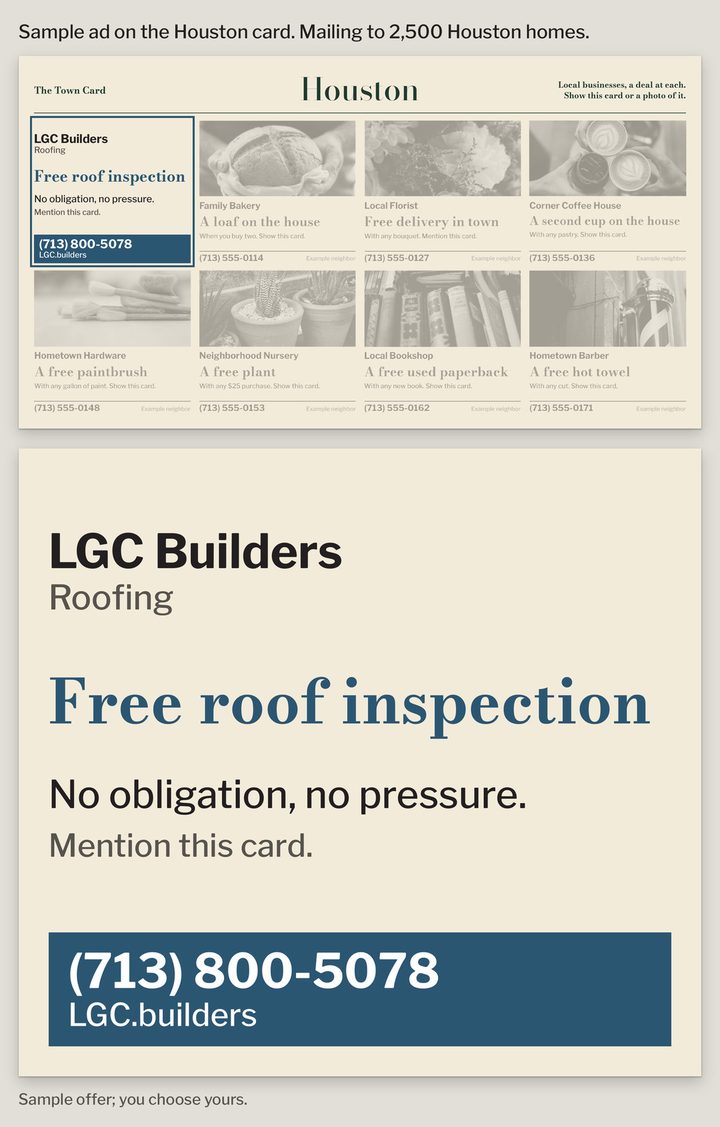 Sample ad on the Houston card. Mailing to 2,500 Houston homes.
The Town Card
Houston
Local businesses, a deal at each.
Show this card or a photo of it.
LGC Builders
Roofing
Free roof inspection
No obligation, no pressure.
Mention this card.
(713) 800-5078
LGC.builders
Family Bakery
A loaf on the house
When you buy two. Show this card.
(713) 555-0114
Example neighbor
Local Florist
Free delivery in town
With any bouquet. Mention this card.
(713) 555-0127
Example neighbor
Corner Coffee House
A second cup on the house
With any pastry. Show this card.
(713) 555-0136
Example neighbor
Hometown Hardware
A free paintbrush
With any gallon of paint. Show this card.
(713) 555-0148
Example neighbor
Neighborhood Nursery
A free plant
With any $25 purchase. Show this card.
(713) 555-0153
Example neighbor
Local Bookshop
A free used paperback
With any new book. Show this card.
(713) 555-0162
Example neighbor
Hometown Barber
A free hot towel
With any cut. Show this card.
(713) 555-0171
Example neighbor
LGC Builders
Roofing
Free roof inspection
No obligation, no pressure.
Mention this card.
(713) 800-5078
LGC.builders
Sample offer; you choose yours.